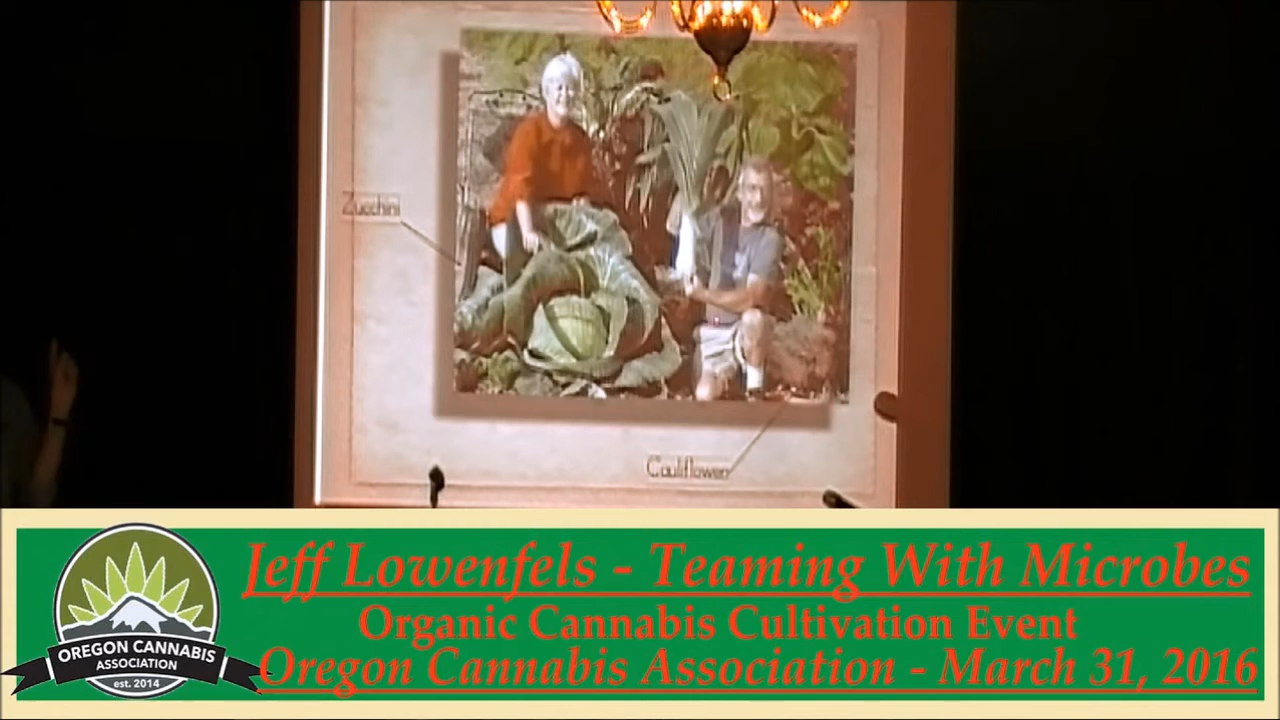 Zucchini
Cauliflower
Jeff Lowenfels - Teaming With Microbes
Organic Cannabis Cultivation Event
Oregon Cannabis Association - March 31, 2016
OREGON CANNABIS
ASSOCIATION
est. 2014